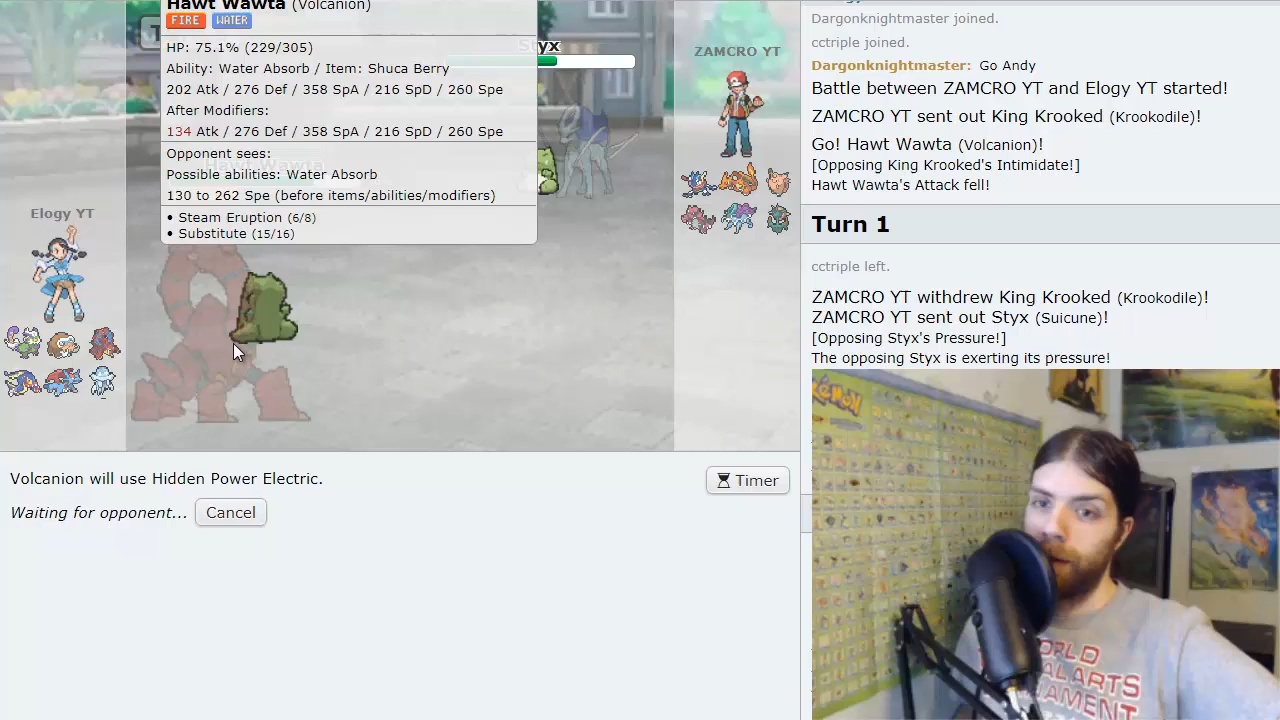 Hawt Wawta (Volcanion)
FIRE WATER
HP: 75.1% (229/305)
Ability: Water Absorb / Item: Shuca Berry
202 Atk / 276 Def / 358 SpA / 216 SpD / 260 Spe
After Modifiers:
134 Atk / 276 Def / 358 SpA / 216 SpD / 260 Spe
Opponent sees:
Possible abilities: Water Absorb
130 to 262 Spe (before items/abilities/modifiers)
• Steam Eruption (6/8)
• Substitute (15/16)
Styx
Hawt Wawta
Elogy YT
ZAMCRO YT
Volcanion will use Hidden Power Electric.
Waiting for opponent... Cancel
Timer
Dargonknightmaster joined.
cctriple joined.
Dargonknightmaster: Go Andy
Battle between ZAMCRO YT and Elogy YT started!
ZAMCRO YT sent out King Krooked (Krookodile)!
Go! Hawt Wawta (Volcanion)!
[Opposing King Krooked's Intimidate!]
Hawt Wawta's Attack fell!
Turn 1
cctriple left.
ZAMCRO YT withdrew King Krooked (Krookodile)!
ZAMCRO YT sent out Styx (Suicune)!
[Opposing Styx's Pressure!]
The opposing Styx is exerting its pressure!